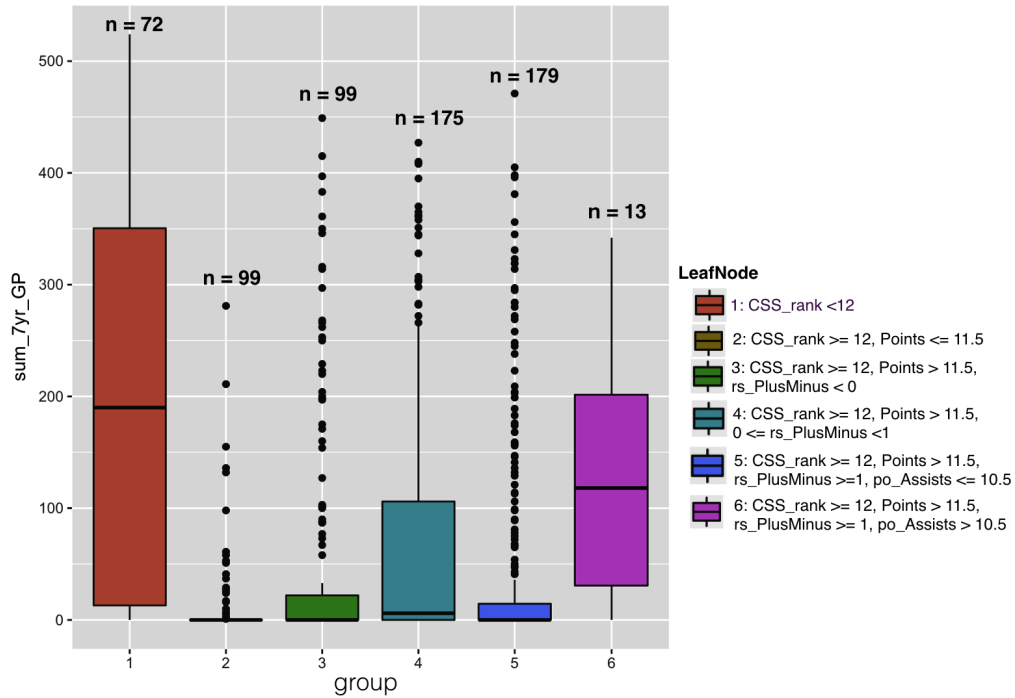 n = 72
n = 99
n = 99
n = 175
n = 179
n = 13
sum_7yr_GP
500
400
300
200
100
0
1
2
3
4
5
6
group
LeafNode
1: CSS_rank <12
2: CSS_rank >= 12, Points <= 11.5
3: CSS_rank >= 12, Points > 11.5,
rs_PlusMinus < 0
4: CSS_rank >= 12, Points > 11.5,
0 <= rs_PlusMinus <1
5: CSS_rank >= 12, Points > 11.5,
rs_PlusMinus >=1, po_Assists <= 10.5
6: CSS_rank >= 12, Points > 11.5,
rs_PlusMinus >= 1, po_Assists > 10.5